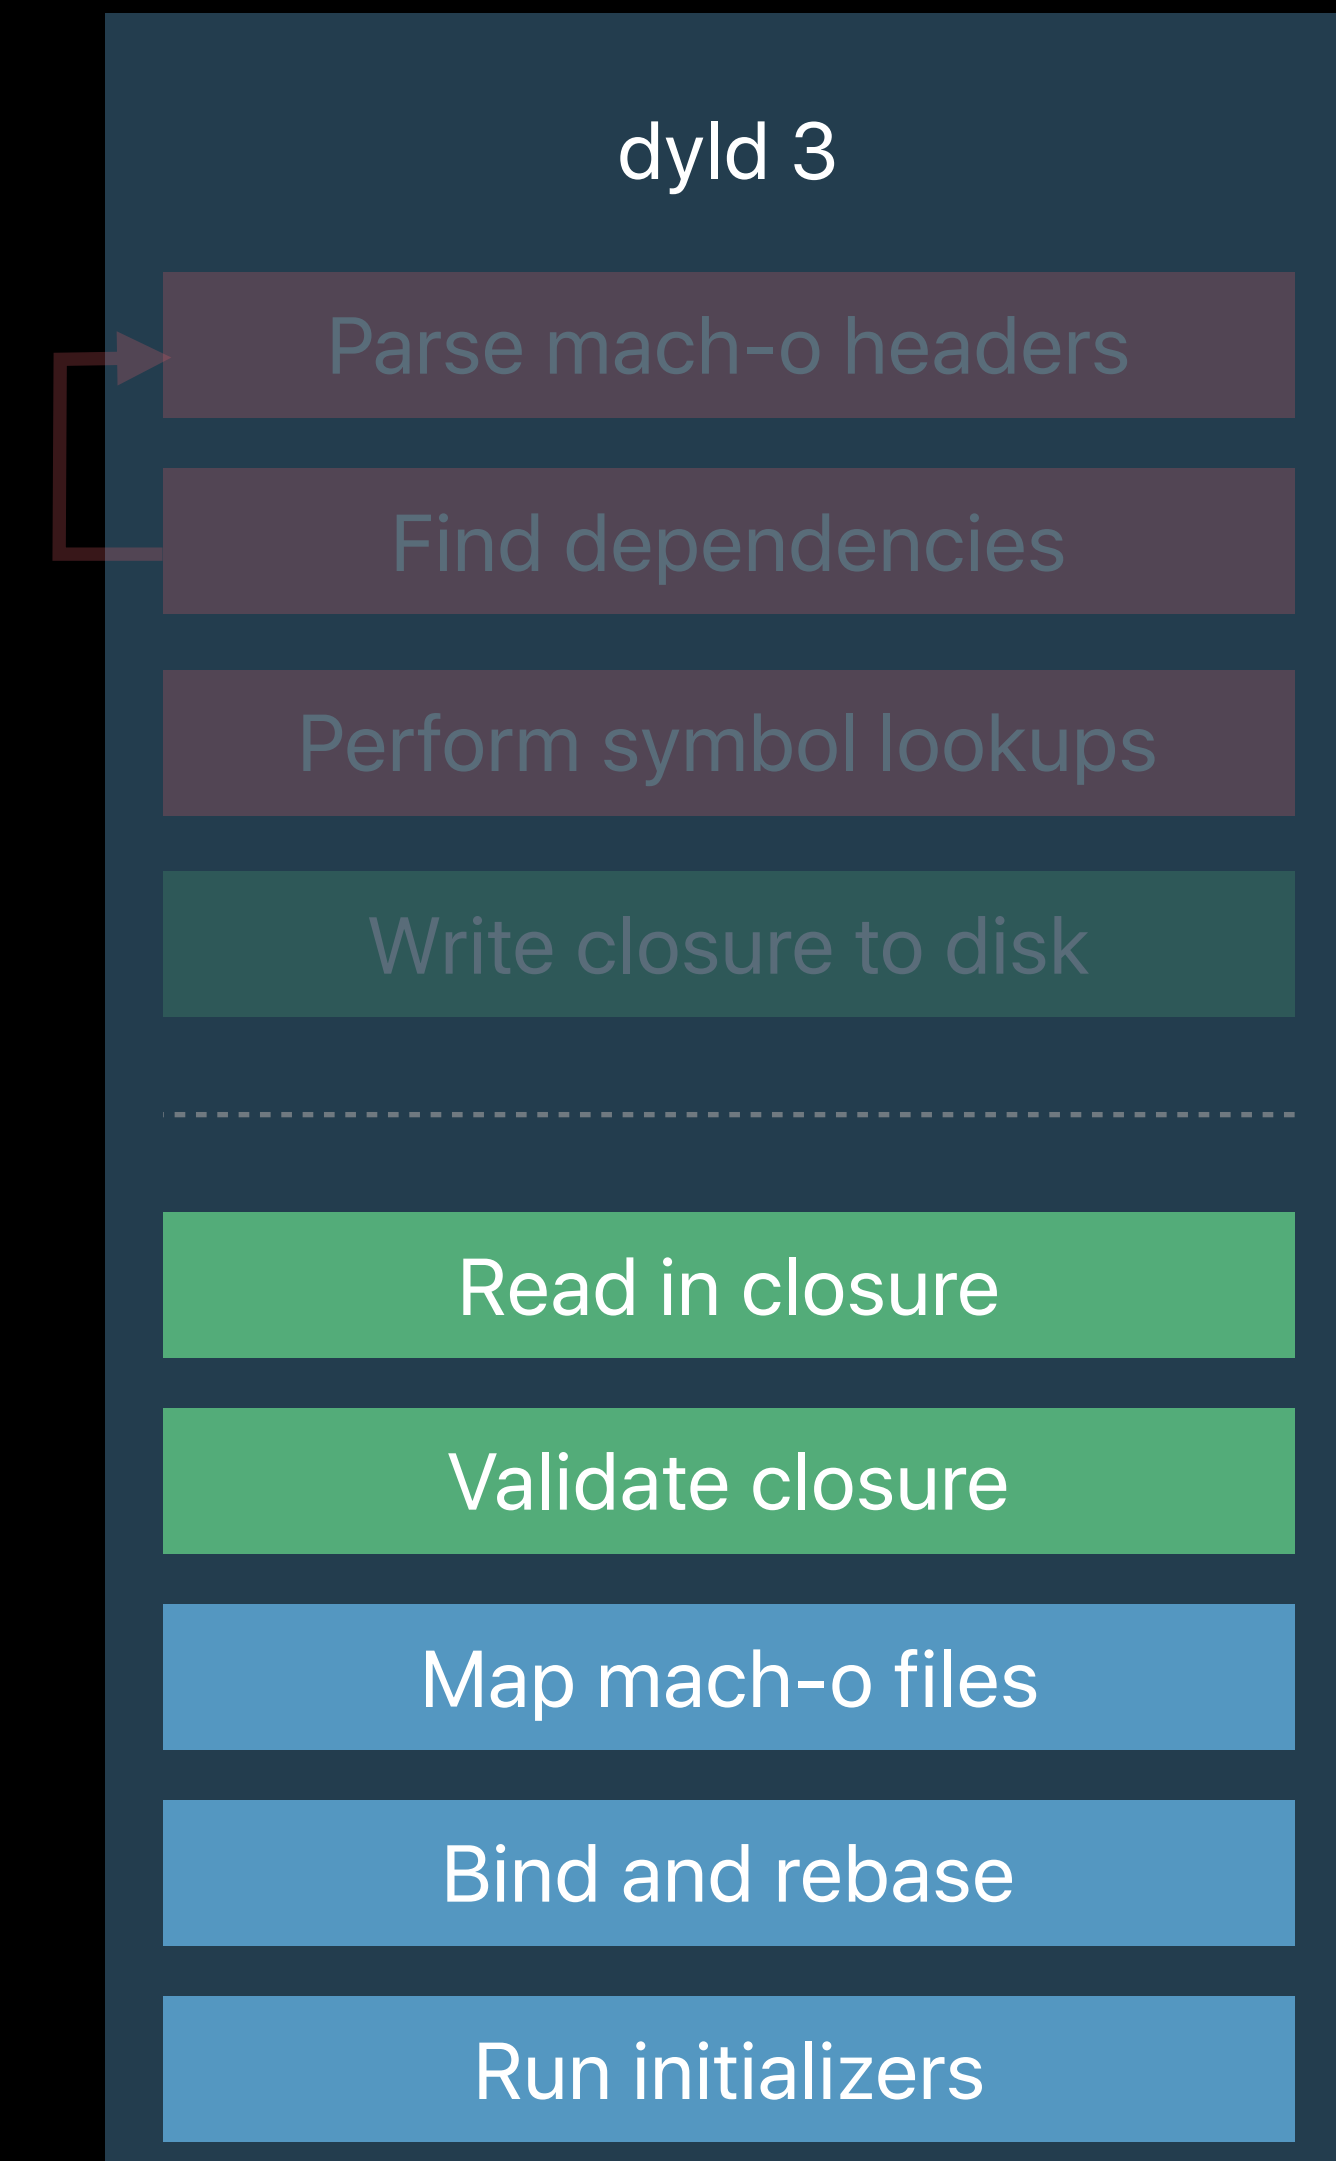 dyld 3
Parse mach-o headers
Find dependencies
Perform symbol lookups
Write closure to disk
Read in closure
Validate closure
Map mach-o files
Bind and rebase
Run initializers